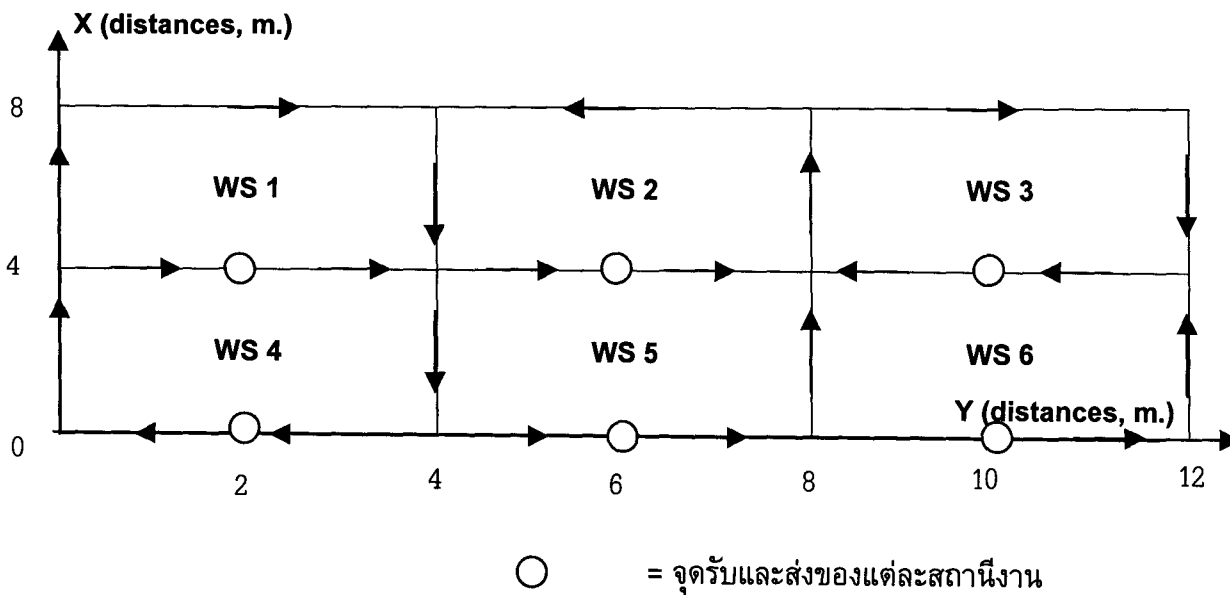 X (distances, m.)
8
WS 1 WS 2 WS 3
4
WS 4 WS 5 WS 6
Y (distances, m.)
0
2 4 6 8 10 12
= จุดรับและส่งของแต่ละสถานีงาน